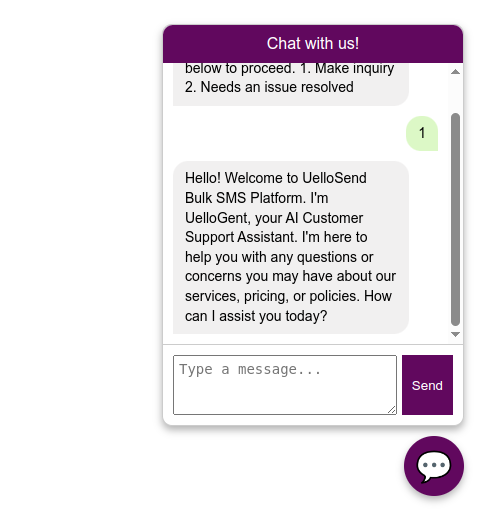 Chat with us!
below to proceed. 1. Make inquiry
2. Needs an issue resolved
1
Hello! Welcome to UelloSend
Bulk SMS Platform. I'm
UelloGent, your AI Customer
Support Assistant. I'm here to
help you with any questions or
concerns you may have about our
services, pricing, or policies. How
can I assist you today?
Type a message...
Send